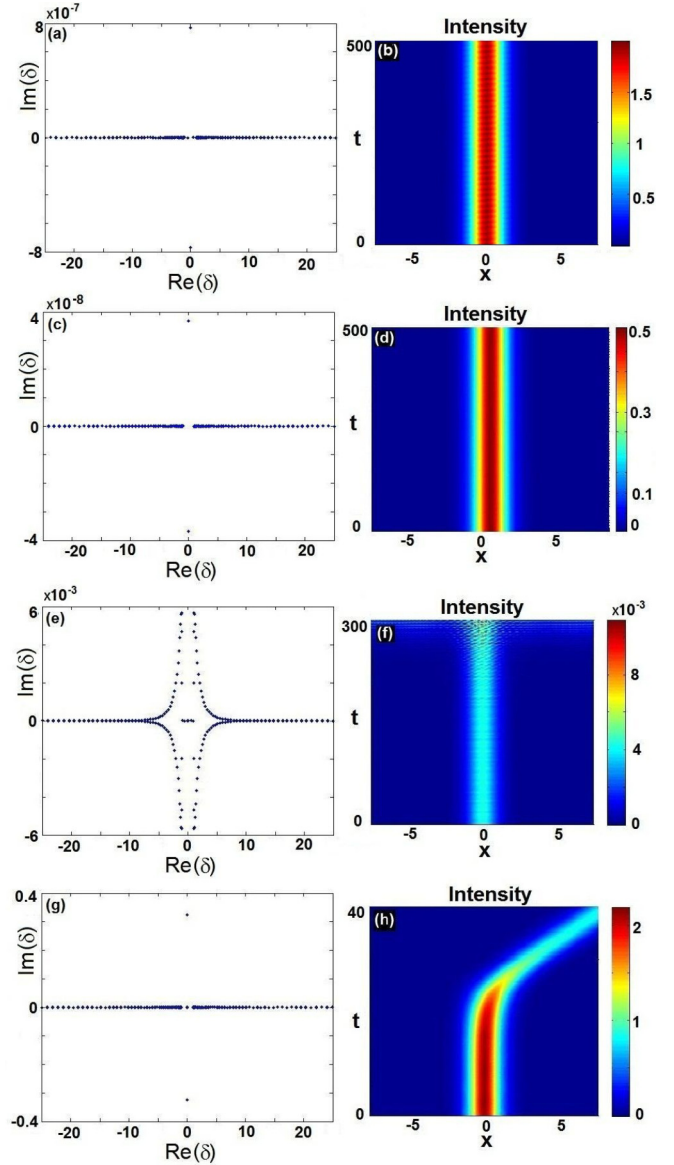 x10-7
8
(a)
Im(δ)
0
-8
-20 -10 0 10 20
Re(δ)
Intensity
500
(b)
t
0
-5 0 5
x
1.5
1
0.5
x10-8
4
(c)
Im(δ)
0
-4
-20 -10 0 10 20
Re(δ)
Intensity
500
(d)
t
0
-5 0 5
x
0.5
0.3
0.1
0
x10-3
6
(e)
Im(δ)
0
-6
-20 -10 0 10 20
Re(δ)
Intensity
300
(f)
t
0
-5 0 5
x
x10-3
8
4
0
0.4
(g)
Im(δ)
0
-0.4
-20 -10 0 10 20
Re(δ)
Intensity
40
(h)
t
0
-5 0 5
x
2
1
0